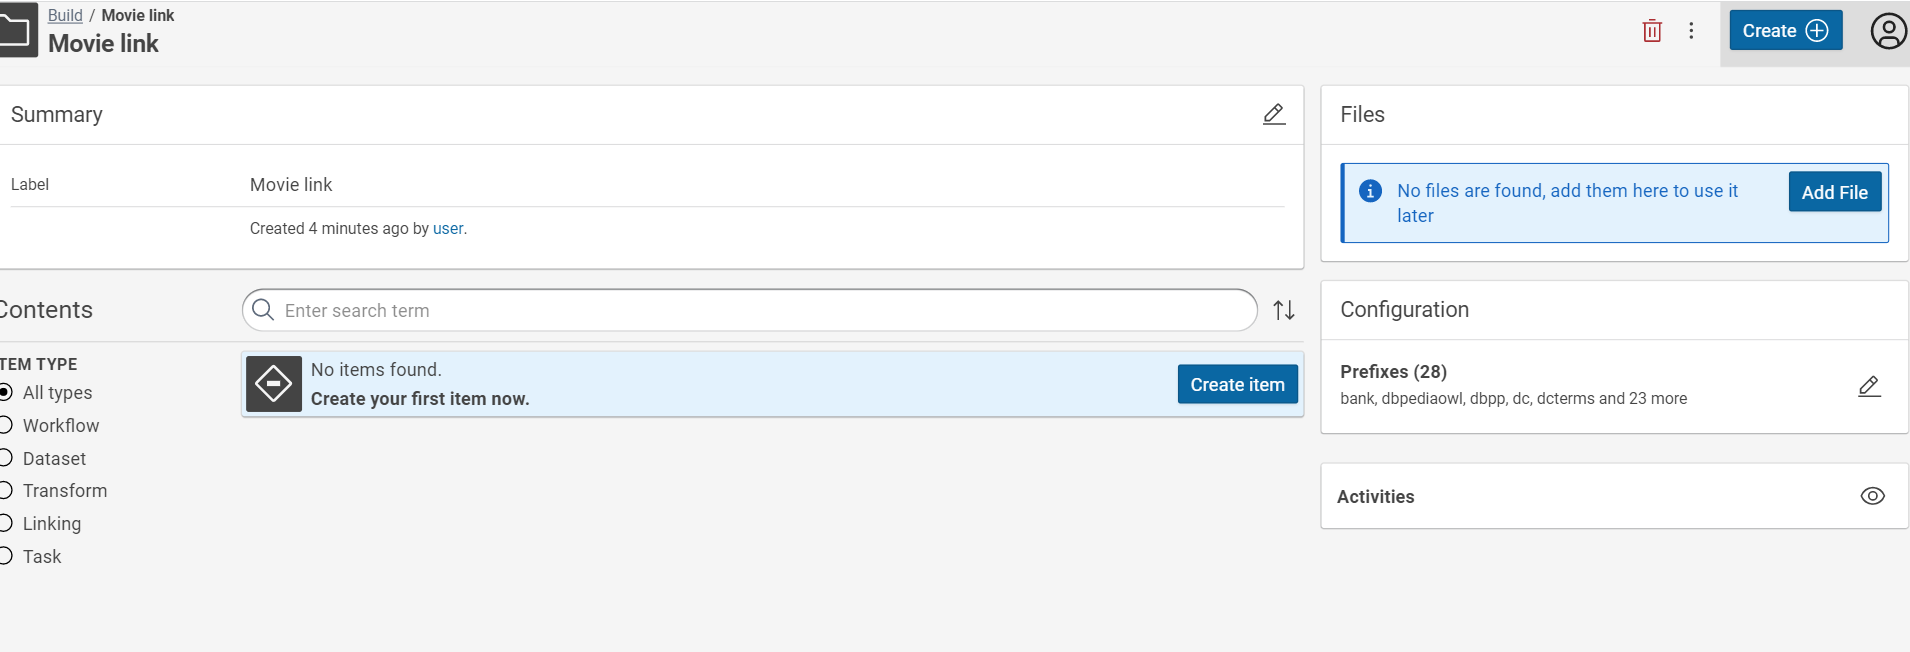 Build / Movie link
Movie link
Create
Summary
Label
Movie link
Created 4 minutes ago by user.
Contents
Enter search term
ITEM TYPE
All types
Workflow
Dataset
Transform
Linking
Task
No items found.
Create your first item now.
Create item
Files
No files are found, add them here to use it
later
Add File
Configuration
Prefixes (28)
bank, dbpediaowl, dbpp, dc, dcterms and 23 more
Activities